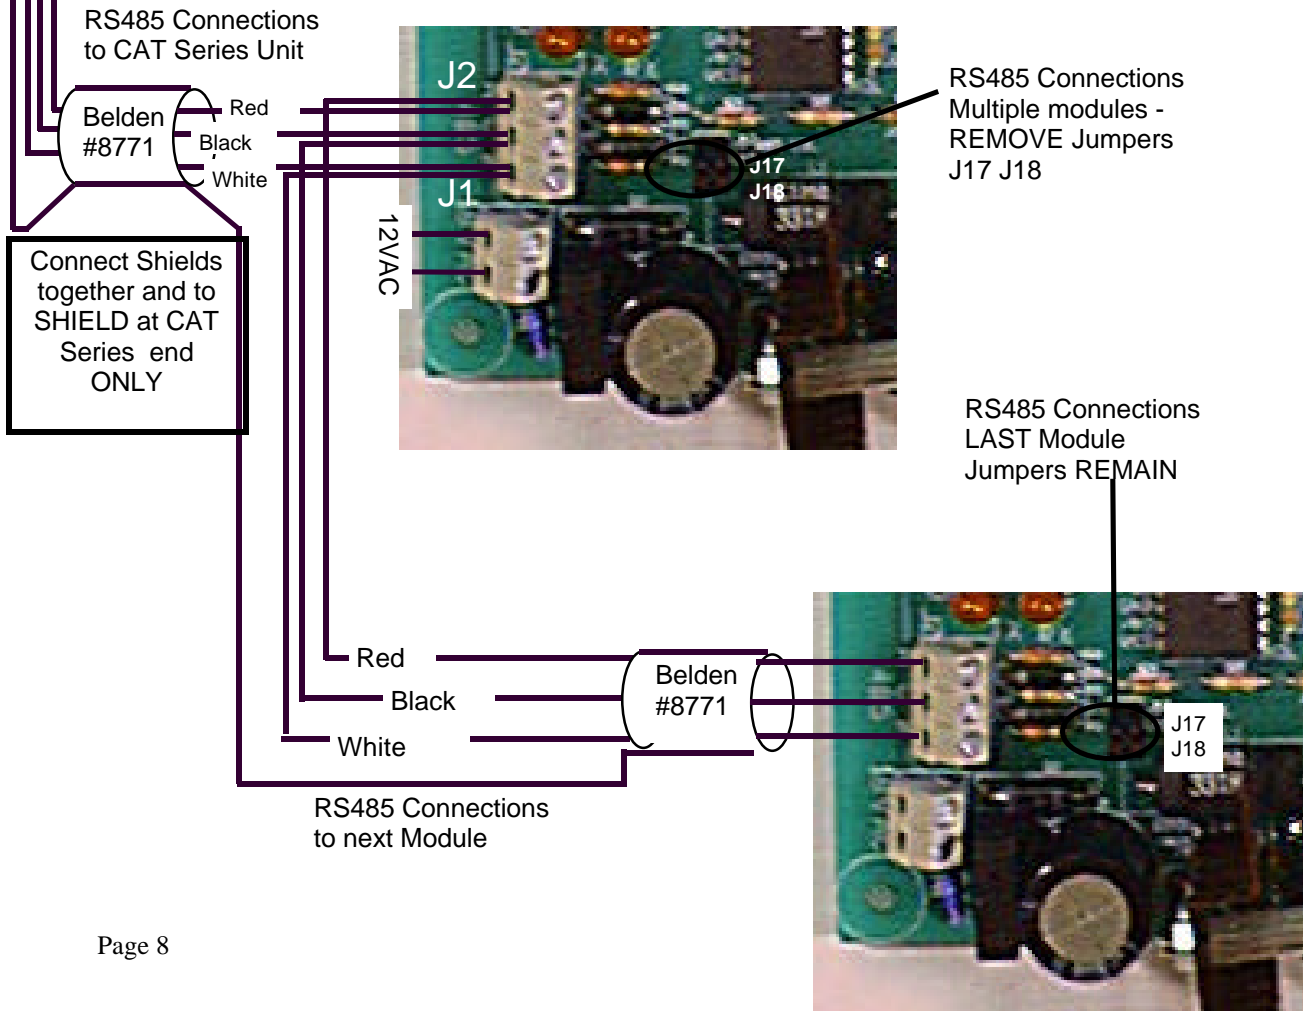 RS485 Connections
to CAT Series Unit
Belden
#8771
Red
Black
White
J2
J1
12VAC
J17
J18
RS485 Connections
Multiple modules -
REMOVE Jumpers
J17 J18
Connect Shields
together and to
SHIELD at CAT
Series end
ONLY
RS485 Connections
LAST Module
Jumpers REMAIN
Red
Black
White
Belden
#8771
J17
J18
RS485 Connections
to next Module
Page 8